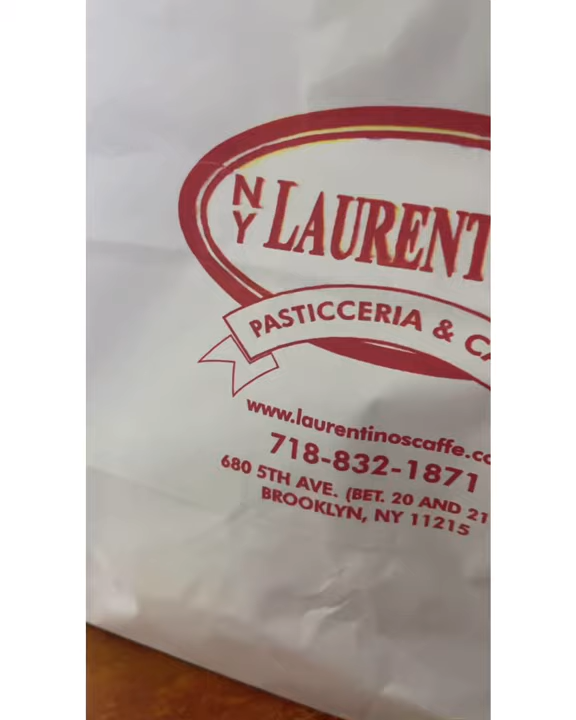 NY LAURENT
PASTICCERIA & CA
www.laurentinoscaffe.co
718-832-1871
680 5TH AVE. (BET. 20 AND 21
BROOKLYN, NY 11215